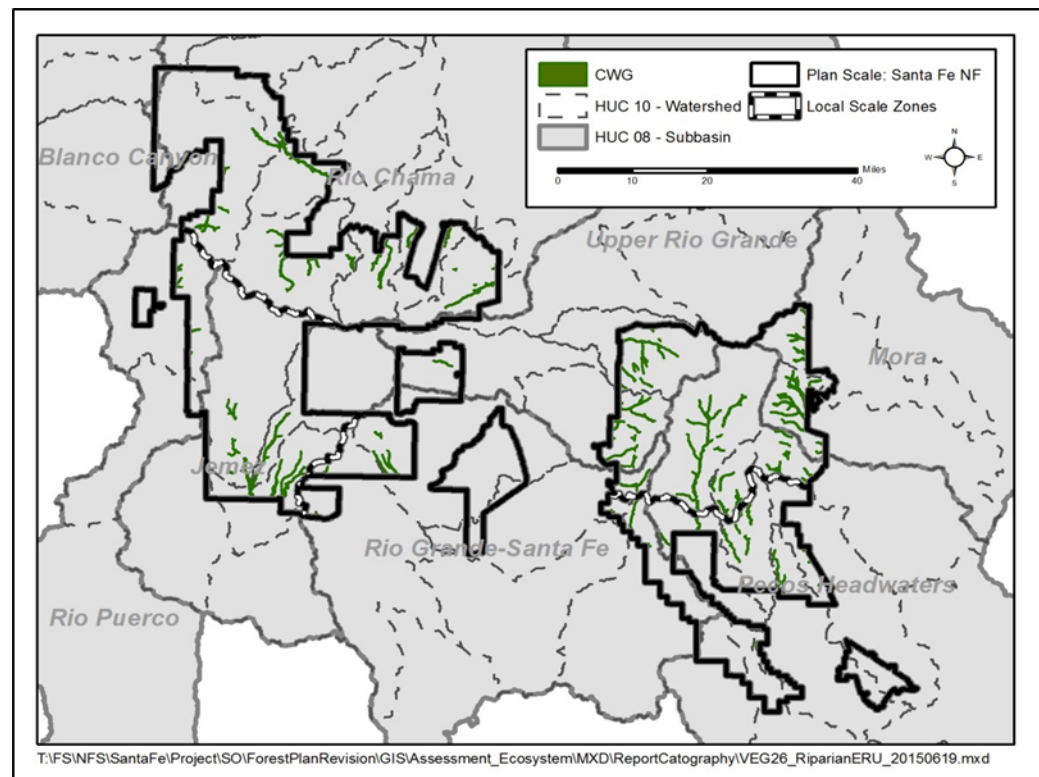 CWG
HUC 10 - Watershed
HUC 08 - Subbasin
Plan Scale: Santa Fe NF
Local Scale Zones
N
W E
S
Miles
0 10 20 40
Blanco Canyon
Rio Chama
Upper Rio Grande
Mora
Jemez
Rio Grande-Santa Fe
Pecos Headwaters
Rio Puerco
T:\FS\NFS\SantaFe\Project\SO\ForestPlanRevision\GIS\Assessment_Ecosystem\MXD\ReportCatography\VEG26_RiparianERU_20150619.mxd